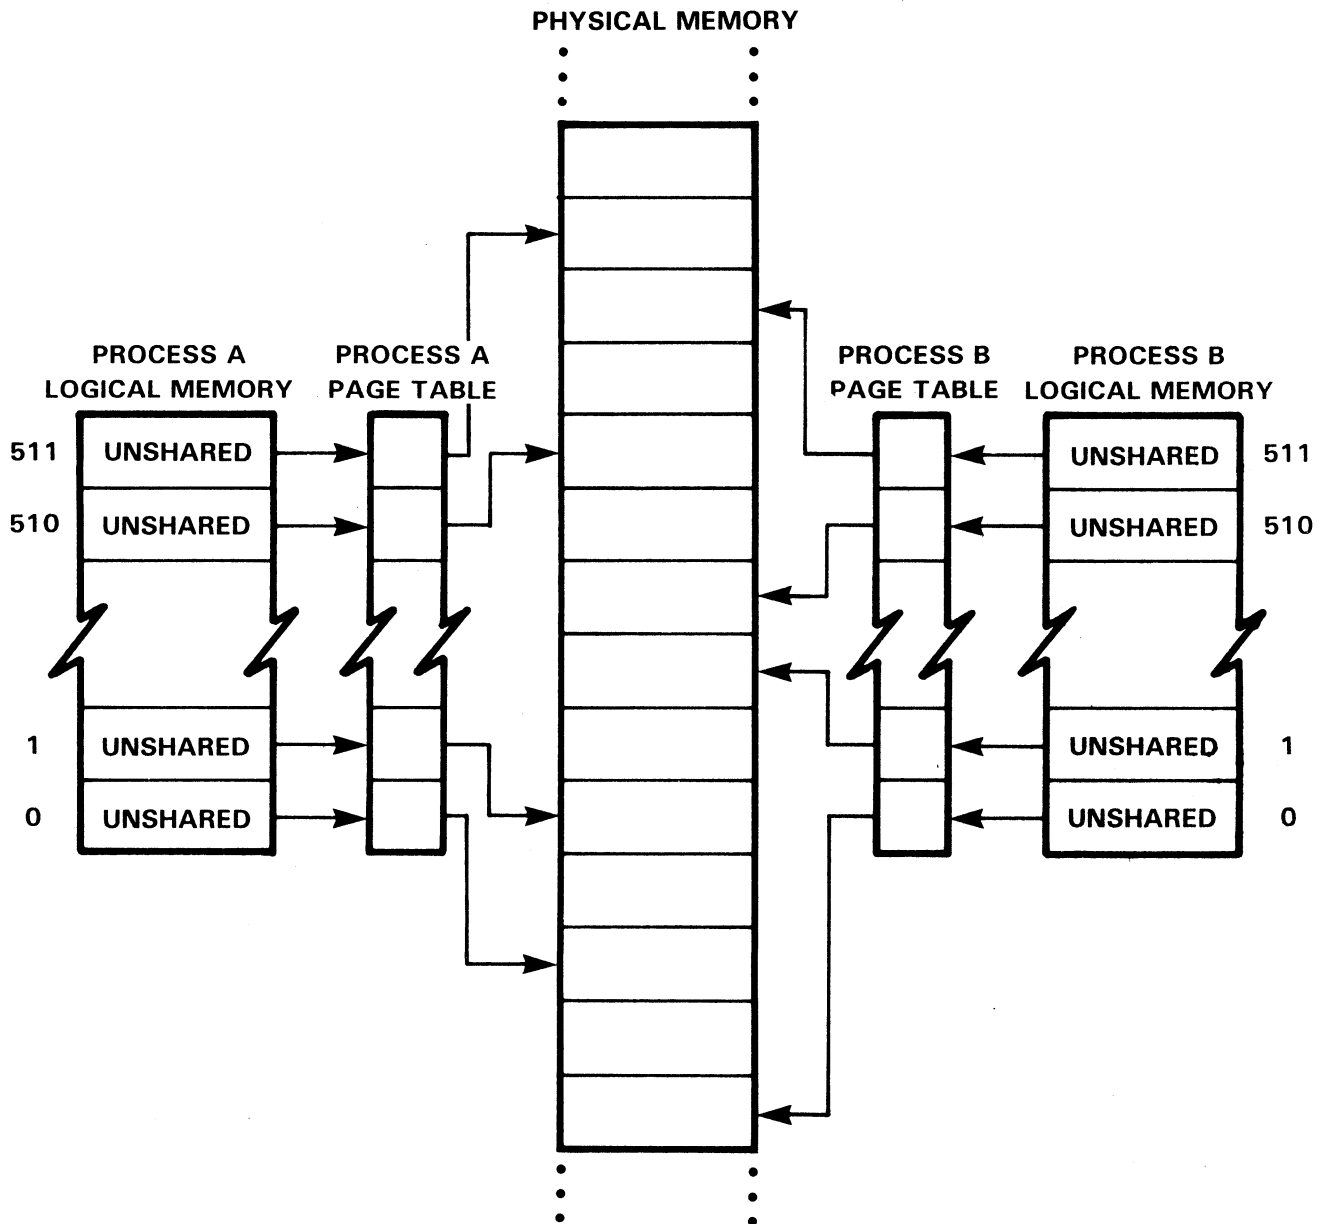 PHYSICAL MEMORY
PROCESS A
LOGICAL MEMORY
PROCESS A
PAGE TABLE
PROCESS B
PAGE TABLE
PROCESS B
LOGICAL MEMORY
511
UNSHARED
UNSHARED
511
510
UNSHARED
UNSHARED
510
1
UNSHARED
UNSHARED
1
0
UNSHARED
UNSHARED
0